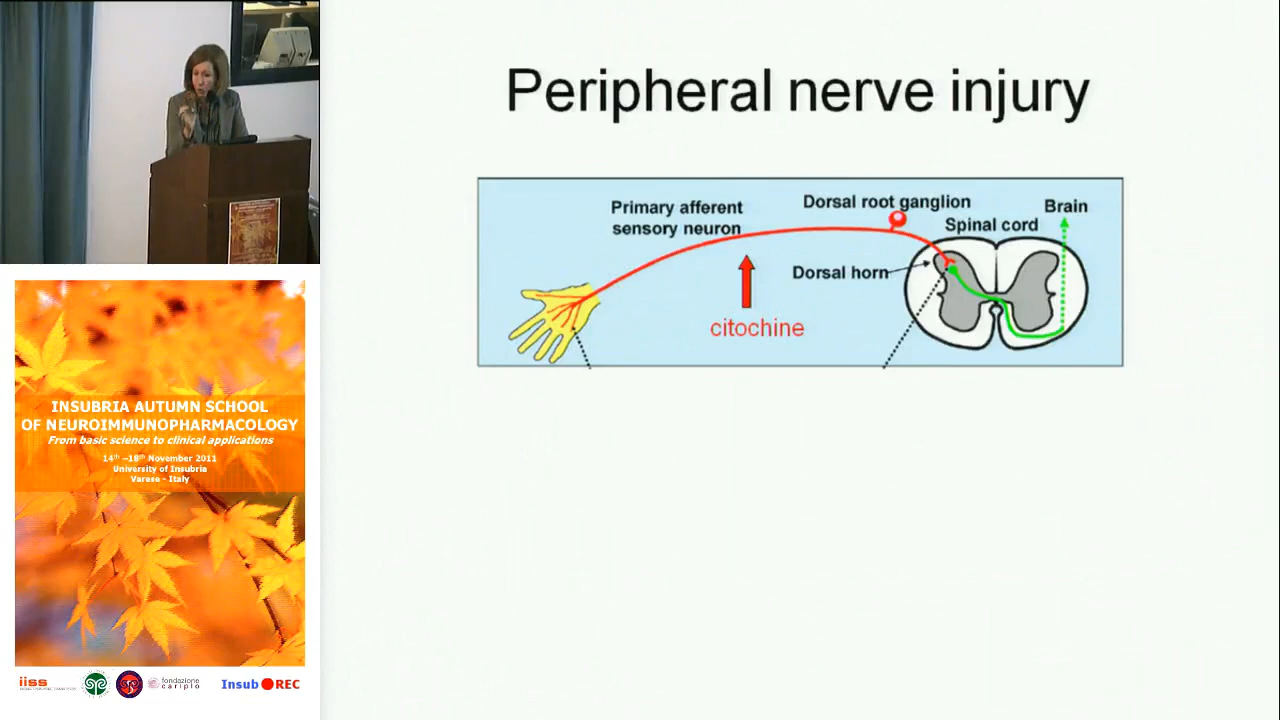 Peripheral nerve injury
Primary afferent
sensory neuron
Dorsal root ganglion
Brain
Spinal cord
Dorsal horn
citochine
INSUBRIA AUTUMN SCHOOL
OF NEUROIMMUNOPHARMACOLOGY
From basic science to clinical applications
14th –18th November 2011
University of Insubria
Varese - Italy
iiss
fondazione
cariplo
Insub REC